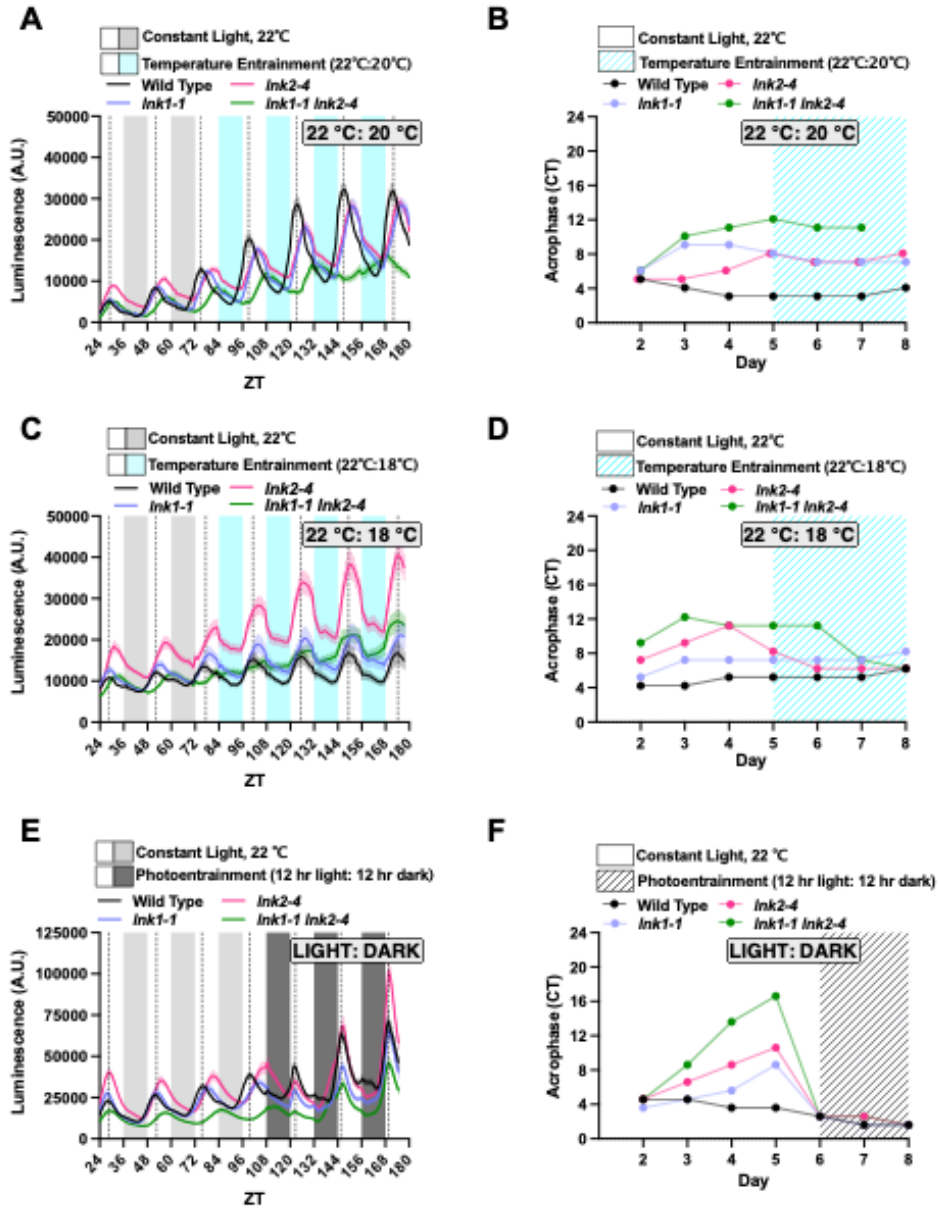 A
Constant Light, 22℃
Temperature Entrainment (22℃:20℃)
Wild Type
lnk2-4
lnk1-1
lnk1-1 lnk2-4
22 °C: 20 °C
Luminescence (A.U.)
50000
40000
30000
20000
10000
0
24 36 48 60 72 84 96 108 120 132 144 156 168 180
ZT
B
Constant Light, 22℃
Temperature Entrainment (22℃:20℃)
Wild Type
lnk2-4
lnk1-1
lnk1-1 lnk2-4
22 °C: 20 °C
Acrophase (CT)
24
20
16
12
8
4
0
2 3 4 5 6 7 8
Day
C
Constant Light, 22℃
Temperature Entrainment (22℃:18℃)
Wild Type
lnk2-4
lnk1-1
lnk1-1 lnk2-4
22 °C: 18 °C
Luminescence (A.U.)
50000
40000
30000
20000
10000
0
24 36 48 60 72 84 96 108 120 132 144 156 168 180
ZT
D
Constant Light, 22℃
Temperature Entrainment (22℃:18℃)
Wild Type
lnk2-4
lnk1-1
lnk1-1 lnk2-4
22 °C: 18 °C
Acrophase (CT)
24
20
16
12
8
4
0
2 3 4 5 6 7 8
Day
E
Constant Light, 22 ℃
Photoentrainment (12 hr light: 12 hr dark)
Wild Type
lnk2-4
lnk1-1
lnk1-1 lnk2-4
LIGHT: DARK
Luminescence (A.U.)
125000
100000
75000
50000
25000
0
24 36 48 60 72 84 96 108 120 132 144 156 168 180
ZT
F
Constant Light, 22 ℃
Photoentrainment (12 hr light: 12 hr dark)
Wild Type
lnk2-4
lnk1-1
lnk1-1 lnk2-4
LIGHT: DARK
Acrophase (CT)
24
20
16
12
8
4
0
2 3 4 5 6 7 8
Day